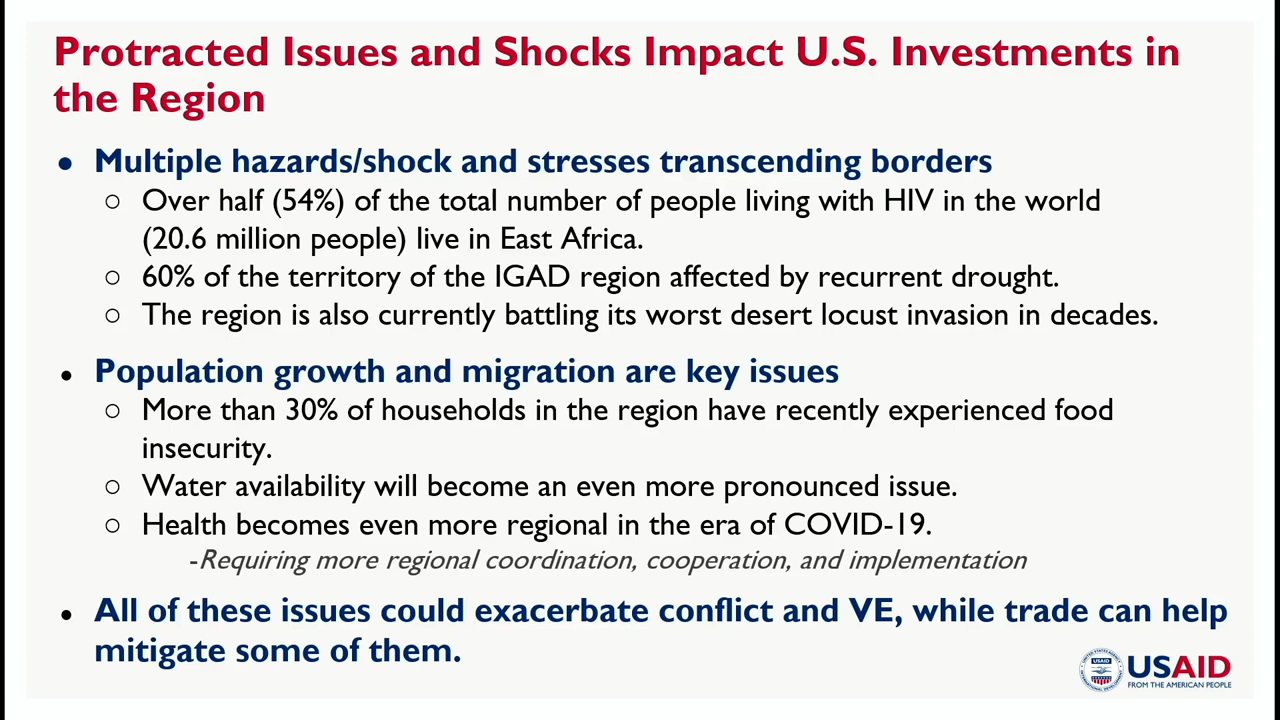 Protracted Issues and Shocks Impact U.S. Investments in
the Region
• Multiple hazards/shock and stresses transcending borders
○ Over half (54%) of the total number of people living with HIV in the world
(20.6 million people) live in East Africa.
○ 60% of the territory of the IGAD region affected by recurrent drought.
○ The region is also currently battling its worst desert locust invasion in decades.
• Population growth and migration are key issues
○ More than 30% of households in the region have recently experienced food
insecurity.
○ Water availability will become an even more pronounced issue.
○ Health becomes even more regional in the era of COVID-19.
-Requiring more regional coordination, cooperation, and implementation
• All of these issues could exacerbate conflict and VE, while trade can help
mitigate some of them.
USAID
USAID
FROM THE AMERICAN PEOPLE